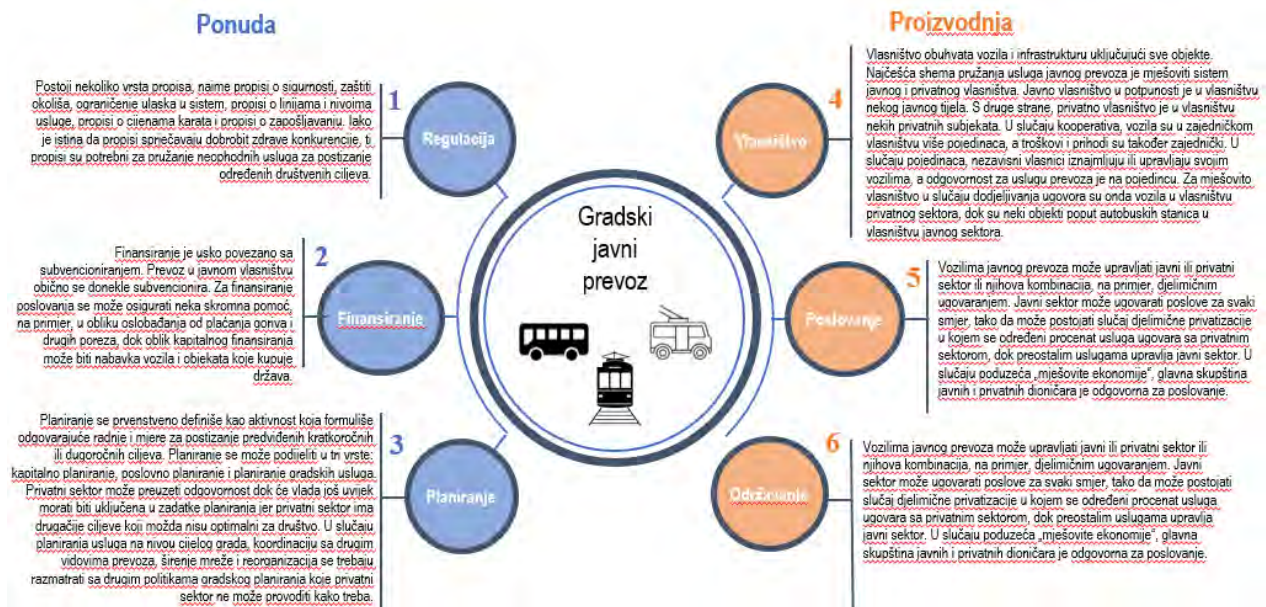 Ponuda
Postoji nekoliko vrsta propisa, naime propisi o sigurnosti, zaštiti
okoliša, ograničenje ulaska u sistem, propisi o linijama i nivoima
usluge, propisi o cijenama karata i propisi o zapošljavanju. Iako
je istina da propisi sprječavaju dobrobit zdrave konkurencije, ti
propisi su potrebni za pružanje neophodnih usluga za postizanje
određenih društvenih ciljeva.
1
Regulacija
Finansiranje je usko povezano sa
subvencioniranjem. Prevoz u javnom vlasništvu
obično se donekle subvencionira. Za finansiranje
poslovanja se može osigurati neka skromna pomoć,
na primjer, u obliku oslobađanja od plaćanja goriva i
drugih poreza, dok oblik kapitalnog finansiranja
može biti nabavka vozila i objekata koje kupuje
država.
2
Finansiranje
Planiranje se prvenstveno definiše kao aktivnost koja formuliše
odgovarajuće radnje i mjere za postizanje predviđenih kratkoročnih
ili dugoročnih ciljeva. Planiranje se može podijeliti u tri vrste:
kapitalno planiranje, poslovno planiranje i planiranje gradskih usluga.
Privatni sektor može preuzeti odgovornost dok će vlada još uvijek
morati biti uključena u zadatke planiranja jer privatni sektor ima
drugačije ciljeve koji možda nisu optimalni za društvo. U slučaju
planiranja usluga na nivou cijelog grada, koordinaciju sa drugim
vidovima prevoza, širenje mreže i reorganizacija se trebaju
razmatrati sa drugim politikama gradskog planiranja koje privatni
sektor ne može provoditi kako treba.
3
Planiranje
Gradski
javni
prevoz
Proizvodnja
4
Vlasništvo
Vlasništvo obuhvata vozila i infrastrukturu uključujući sve objekte.
Najčešća shema pružanja usluga javnog prevoza je mješoviti sistem
javnog i privatnog vlasništva. Javno vlasništvo u potpunosti je u vlasništvu
nekog javnog tijela. S druge strane, privatno vlasništvo je u vlasništvu
nekih privatnih subjekata. U slučaju kooperativa, vozila su u zajedničkom
vlasništvu više pojedinaca, a troškovi i prihodi su također zajednički. U
slučaju pojedinaca, nezavisni vlasnici iznajmljuju ili upravljaju svojim
vozilima, a odgovornost za uslugu prevoza je na pojedincu. Za mješovito
vlasništvo u slučaju dodjeljivanja ugovora su onda vozila u vlasništvu
privatnog sektora, dok su neki objekti poput autobuskih stanica u
vlasništvu javnog sektora.
5
Poslovanje
Vozilima javnog prevoza može upravljati javni ili privatni
sektor ili njihova kombinacija, na primjer, djelimičnim
ugovaranjem. Javni sektor može ugovarati poslove za svaki
smjer, tako da može postojati slučaj djelimične privatizacije
u kojem se određeni procenat usluga ugovara sa privatnim
sektorom, dok preostalim uslugama upravlja javni sektor. U
slučaju poduzeća „mješovite ekonomije“, glavna skupština
javnih i privatnih dioničara je odgovorna za poslovanje.
6
Održavanje
Vozilima javnog prevoza može upravljati javni ili privatni sektor ili
njihova kombinacija, na primjer, djelimičnim ugovaranjem. Javni
sektor može ugovarati poslove za svaki smjer, tako da može postojati
slučaj djelimične privatizacije u kojem se određeni procenat usluga
ugovara sa privatnim sektorom, dok preostalim uslugama upravlja
javni sektor. U slučaju poduzeća „mješovite ekonomije“, glavna
skupština javnih i privatnih dioničara je odgovorna za poslovanje.